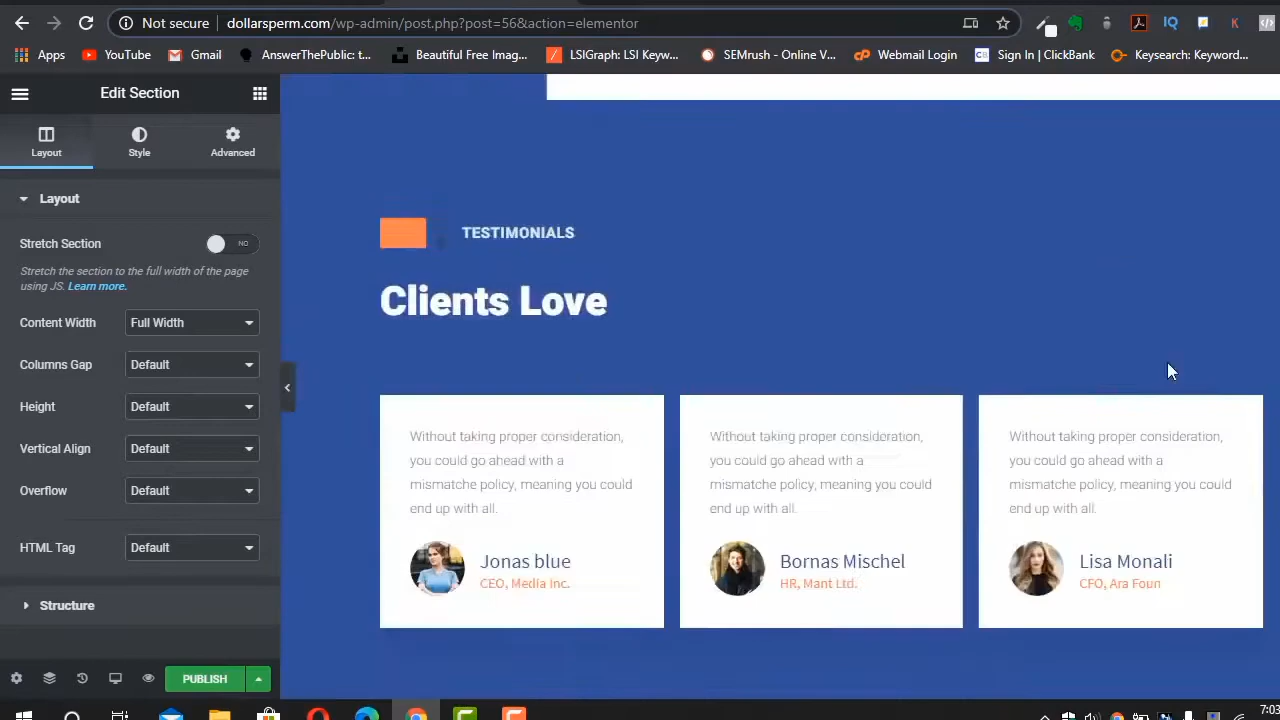 Not secure
dollarsperm.com/wp-admin/post.php?post=56&action=elementor
Apps
YouTube
Gmail
AnswerThePublic: t...
Beautiful Free Imag...
LSIGraph: LSI Keyw...
SEMrush - Online V...
Webmail Login
Sign In | ClickBank
Keysearch: Keyword...
Edit Section
Layout
Style
Advanced
Layout
Stretch Section
NO
Stretch the section to the full width of the page
using JS. Learn more.
Content Width
Full Width
Columns Gap
Default
Height
Default
Vertical Align
Default
Overflow
Default
HTML Tag
Default
Structure
PUBLISH
TESTIMONIALS
Clients Love
Without taking proper consideration,
you could go ahead with a
mismatche policy, meaning you could
end up with all.
Jonas blue
CEO, Media Inc.
Without taking proper consideration,
you could go ahead with a
mismatche policy, meaning you could
end up with all.
Bornas Mischel
HR, Mant Ltd.
Without taking proper consideration,
you could go ahead with a
mismatche policy, meaning you could
end up with all.
Lisa Monali
CFO, Ara Foun
7:03